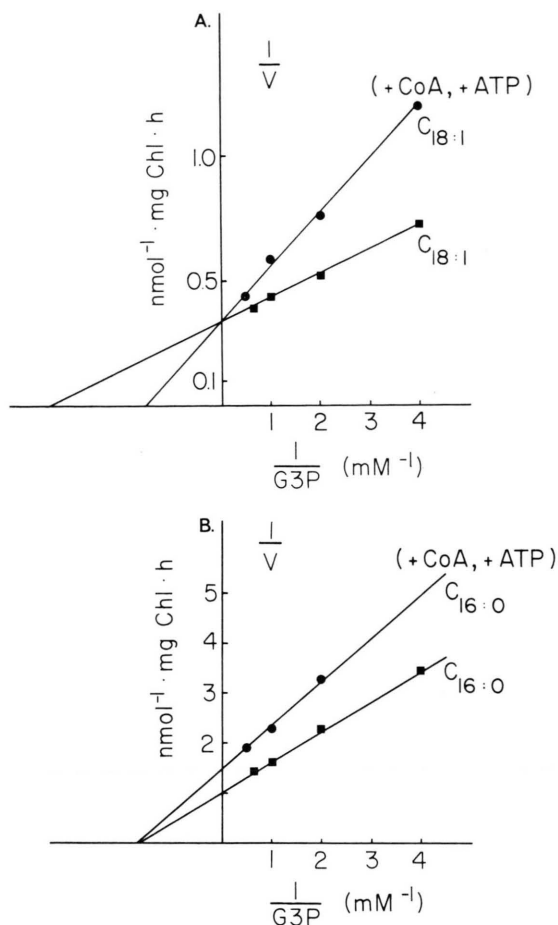 A.
1
V
(+CoA, +ATP)
C18:1
C18:1
nmol⁻¹ · mg Chl · h
1.0
0.5
0.1
1 2 3 4
1
G3P (mM⁻¹)
B.
1
V
(+CoA, +ATP)
C16:0
C16:0
nmol⁻¹ · mg Chl · h
5
4
3
2
1 2 3 4
1
G3P (mM⁻¹)